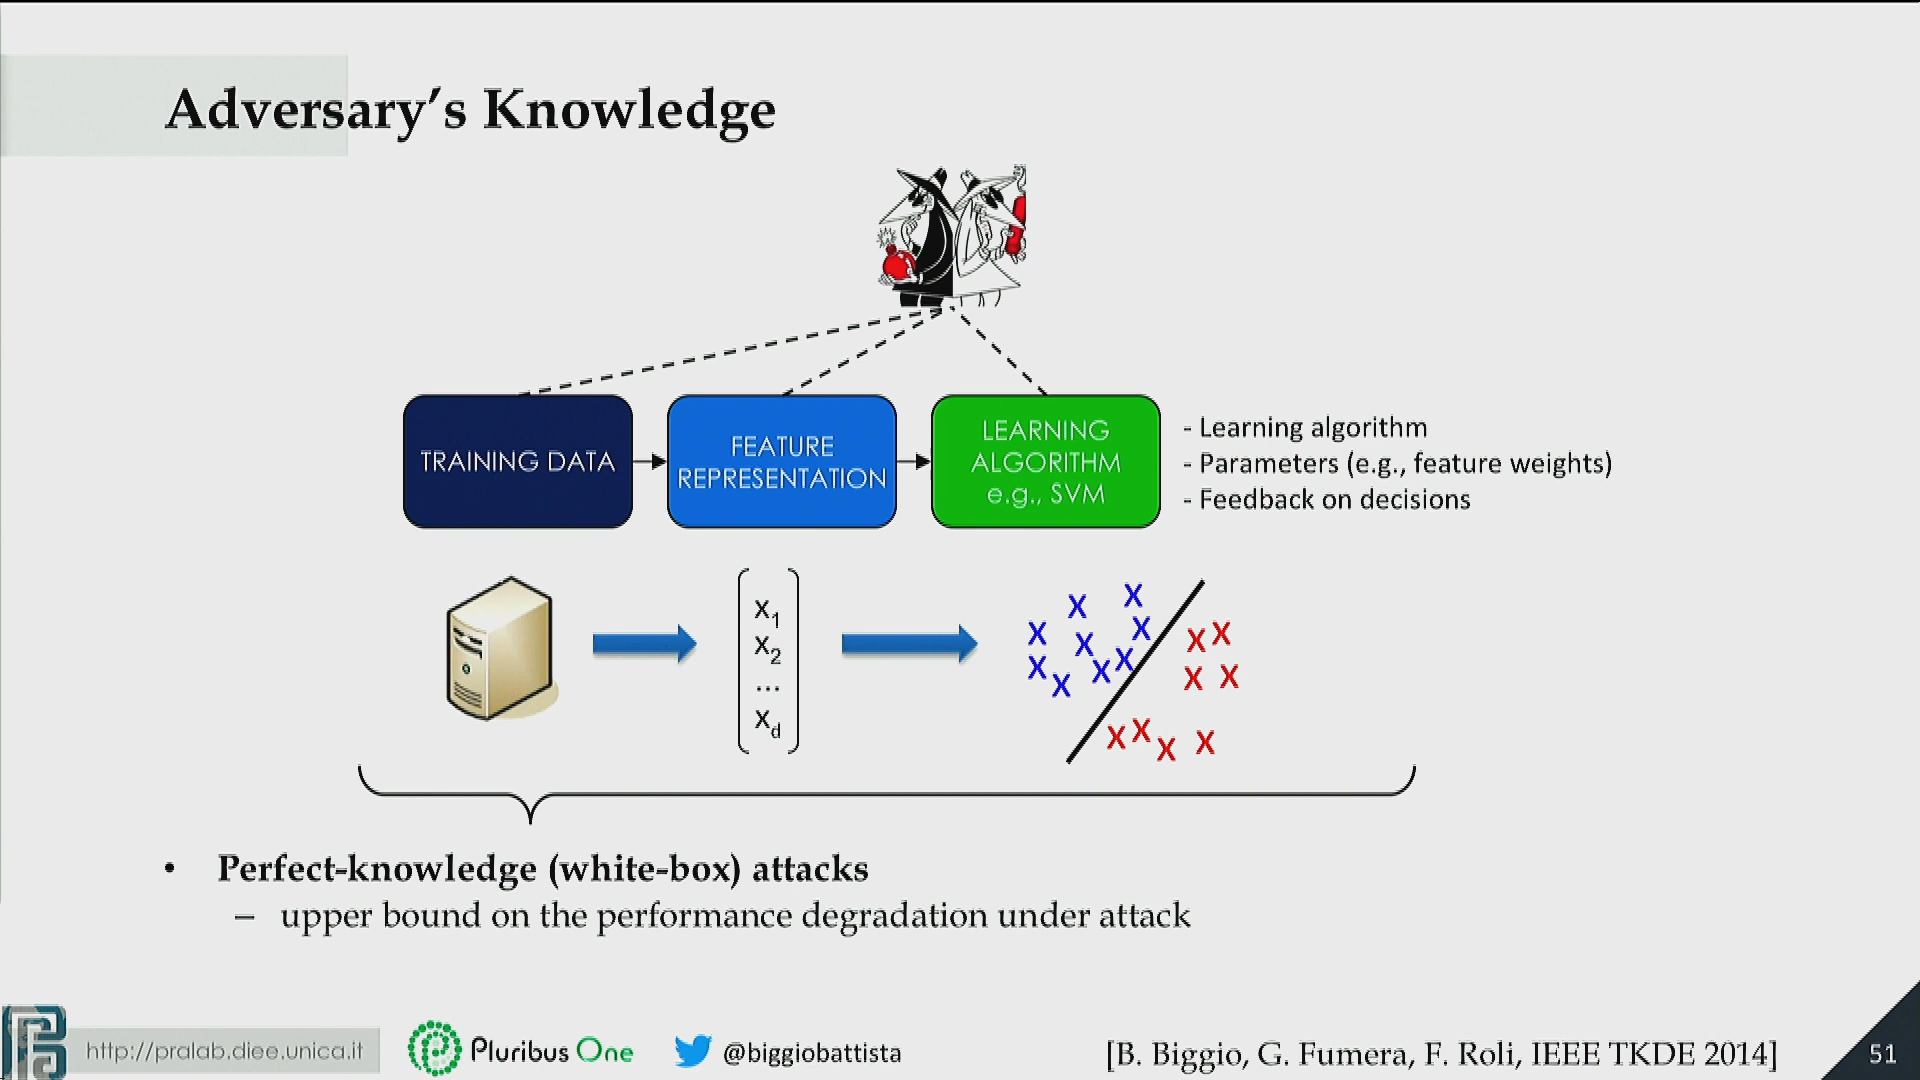 Adversary’s Knowledge
TRAINING DATA
FEATURE
REPRESENTATION
LEARNING
ALGORITHM
e.g., SVM
- Learning algorithm
- Parameters (e.g., feature weights)
- Feedback on decisions
x1
x2
...
xd
x x x x x x x x x x
x x x x x x x x
• Perfect-knowledge (white-box) attacks
– upper bound on the performance degradation under attack
http://pralab.diee.unica.it
Pluribus One
@biggiobattista
[B. Biggio, G. Fumera, F. Roli, IEEE TKDE 2014]
51